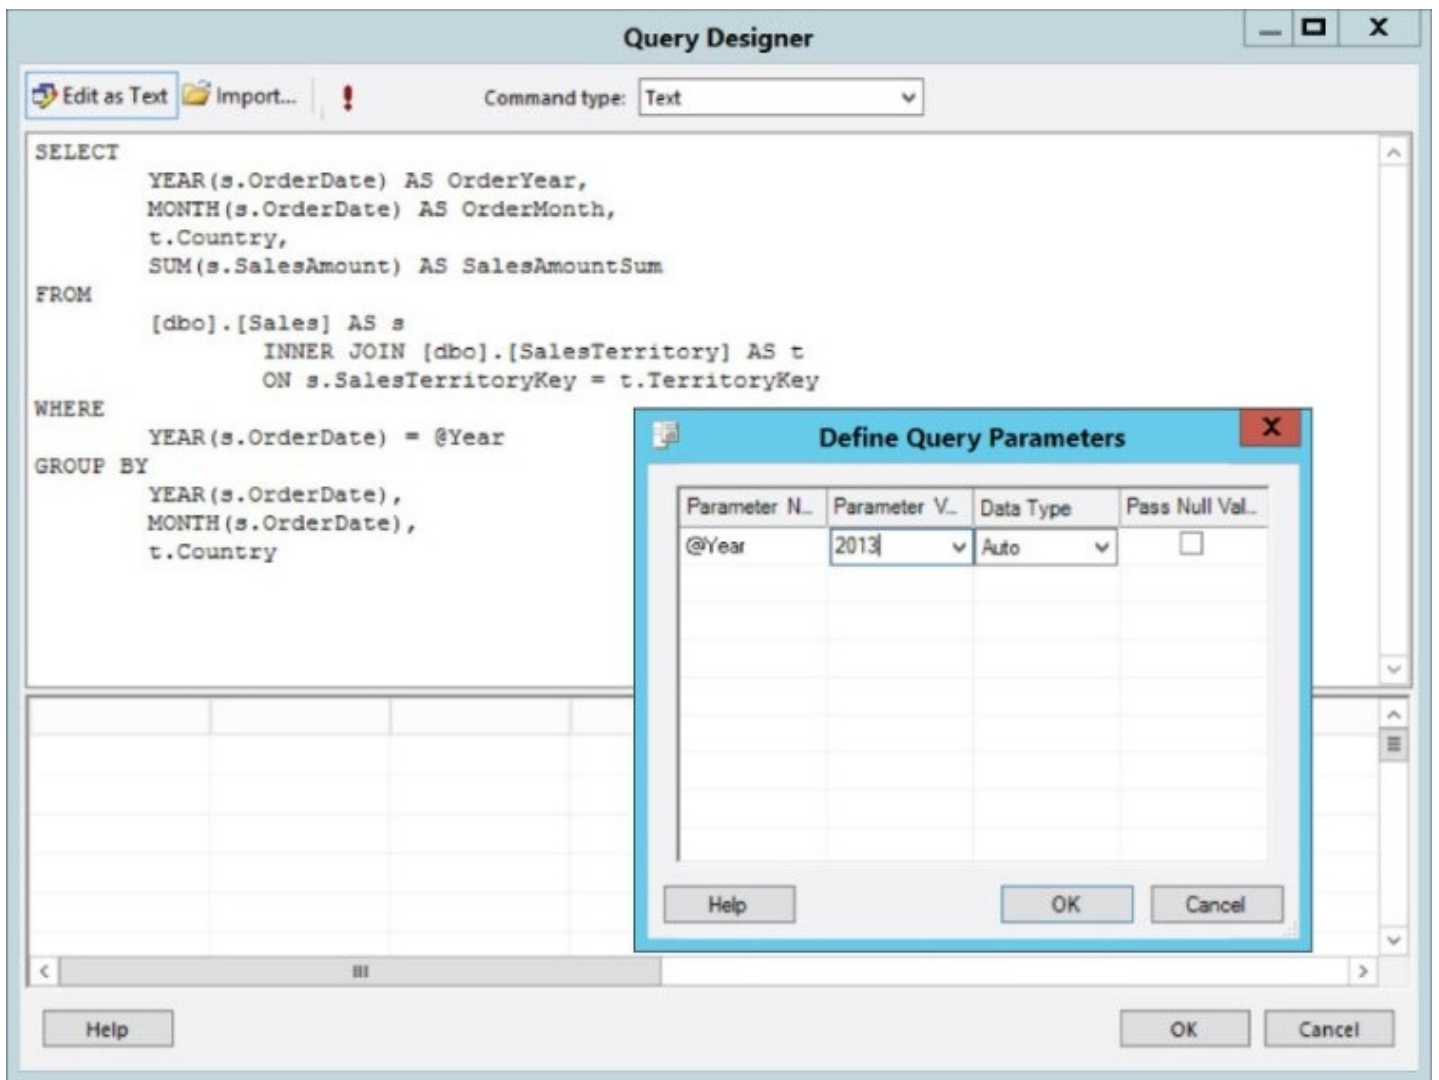 Query Designer
Edit as Text Import... ! Command type: Text
SELECT
YEAR(s.OrderDate) AS OrderYear,
MONTH(s.OrderDate) AS OrderMonth,
t.Country,
SUM(s.SalesAmount) AS SalesAmountSum
FROM
[dbo].[Sales] AS s
INNER JOIN [dbo].[SalesTerritory] AS t
ON s.SalesTerritoryKey = t.TerritoryKey
WHERE
YEAR(s.OrderDate) = @Year
GROUP BY
YEAR(s.OrderDate),
MONTH(s.OrderDate),
t.Country
Define Query Parameters
Parameter N... Parameter V... Data Type Pass Null Val...
@Year 2013 Auto
Help OK Cancel
Help OK Cancel